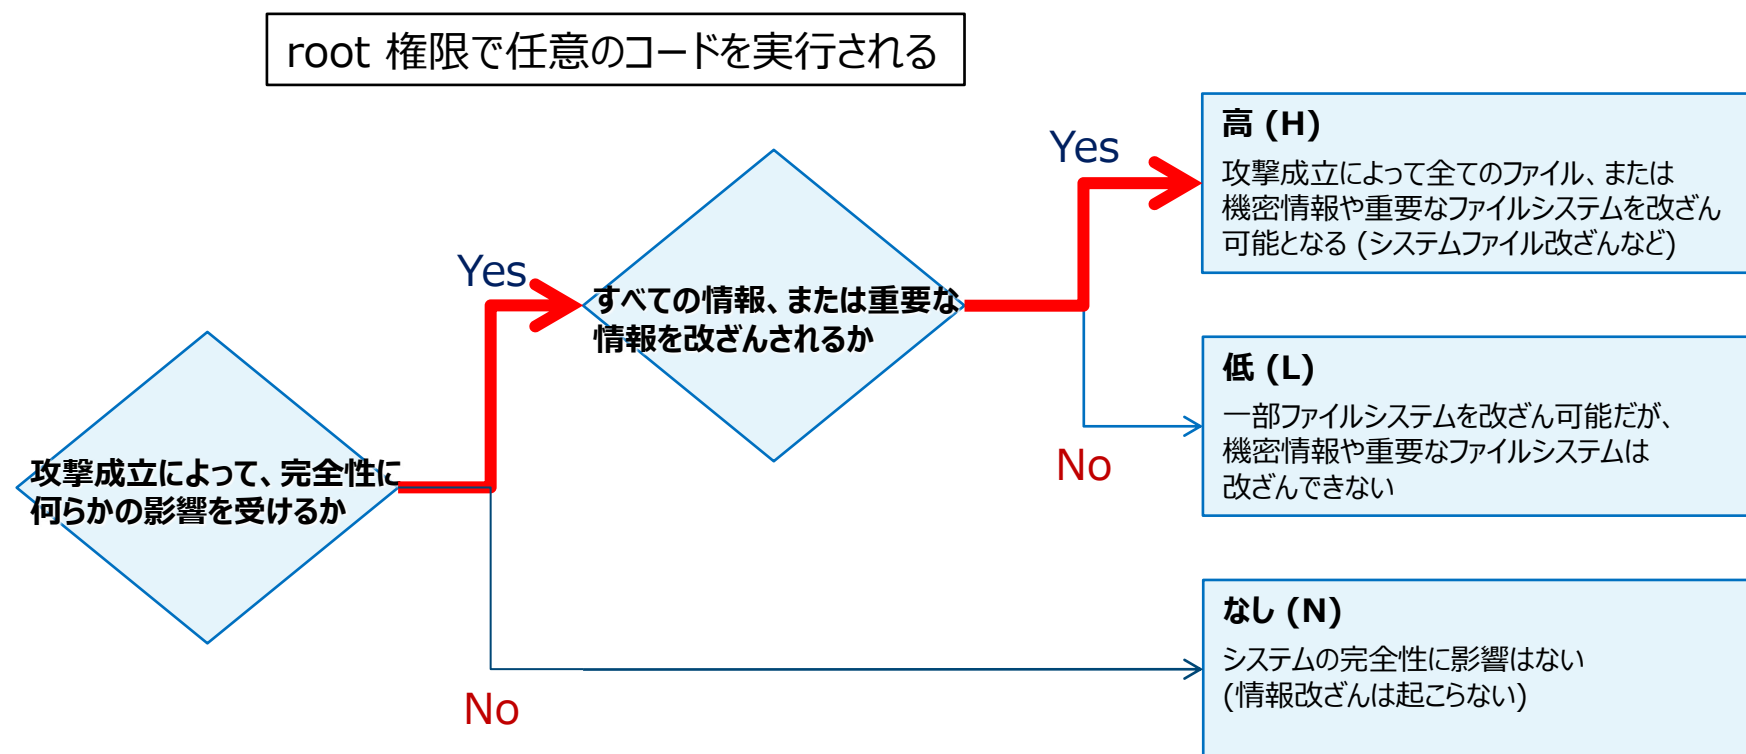 root 権限で任意のコードを実行される
Yes
高 (H)
攻撃成立によって全てのファイル、または
機密情報や重要なファイルシステムを改ざん
可能となる (システムファイル改ざんなど)
Yes
すべての情報、または重要な
情報を改ざんされるか
低 (L)
一部ファイルシステムを改ざん可能だが、
機密情報や重要なファイルシステムは
改ざんできない
No
攻撃成立によって、完全性に
何らかの影響を受けるか
なし (N)
システムの完全性に影響はない
(情報改ざんは起こらない)
No